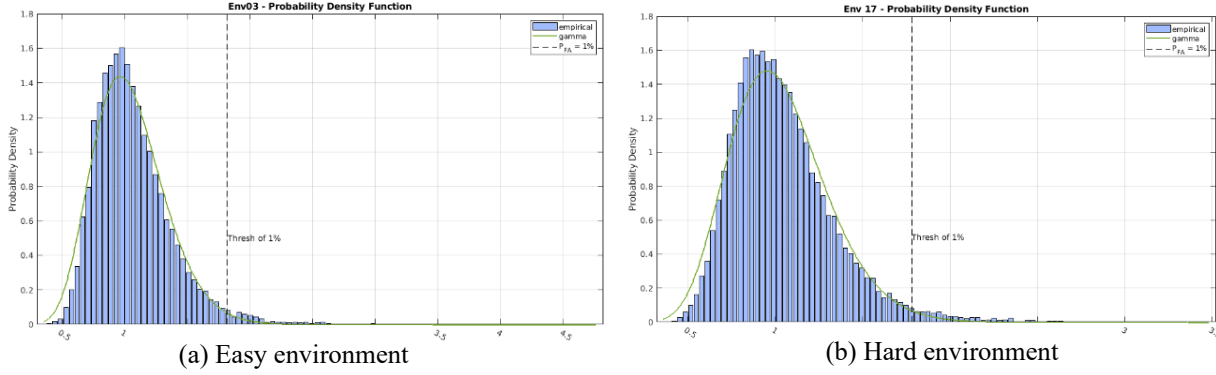 Env03 - Probability Density Function
1.8
1.6
1.4
1.2
1
0.8
0.6
0.4
0.2
0
Probability Density
empirical
gamma
P_FA = 1%
Thresh of 1%
0.5
1
3.5
4
4.5
(a) Easy environment
Env 17 - Probability Density Function
1.8
1.6
1.4
1.2
1
0.8
0.6
0.4
0.2
0
Probability Density
empirical
gamma
P_FA = 1%
Thresh of 1%
0.5
1
3
3.5
(b) Hard environment